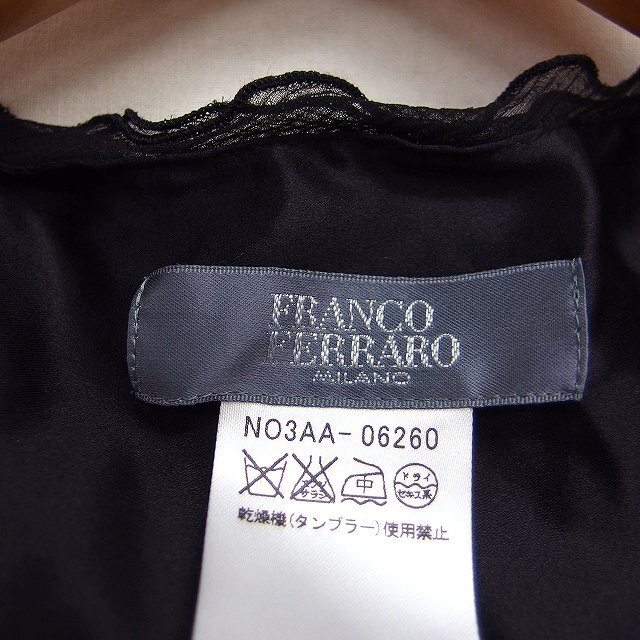 FRANCO
FERRARO
MILANO
NO3AA-06260
エンソ サラシ 中 ドライ セキユ系
乾燥機(タンブラー)使用禁止